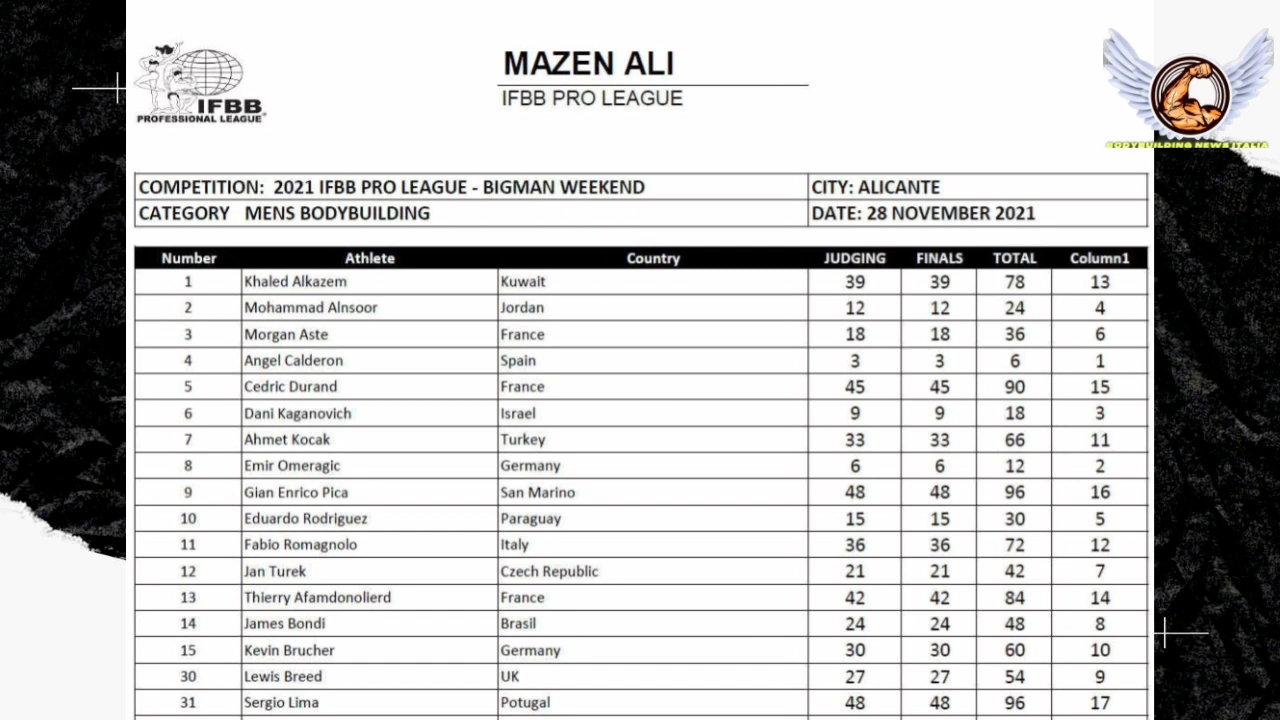 MAZEN ALI
IFBB PRO LEAGUE
IFBB
PROFESSIONAL LEAGUE
BODYBUILDING NEWS ITALIA
COMPETITION: 2021 IFBB PRO LEAGUE - BIGMAN WEEKEND CITY: ALICANTE
CATEGORY MENS BODYBUILDING DATE: 28 NOVEMBER 2021
Number Athlete Country JUDGING FINALS TOTAL Column1
1 Khaled Alkazem Kuwait 39 39 78 13
2 Mohammad Alnsoor Jordan 12 12 24 4
3 Morgan Aste France 18 18 36 6
4 Angel Calderon Spain 3 3 6 1
5 Cedric Durand France 45 45 90 15
6 Dani Kaganovich Israel 9 9 18 3
7 Ahmet Kocak Turkey 33 33 66 11
8 Emir Omeragic Germany 6 6 12 2
9 Gian Enrico Pica San Marino 48 48 96 16
10 Eduardo Rodriguez Paraguay 15 15 30 5
11 Fabio Romagnolo Italy 36 36 72 12
12 Jan Turek Czech Republic 21 21 42 7
13 Thierry Afamdonolierd France 42 42 84 14
14 James Bondi Brasil 24 24 48 8
15 Kevin Brucher Germany 30 30 60 10
30 Lewis Breed UK 27 27 54 9
31 Sergio Lima Potugal 48 48 96 17